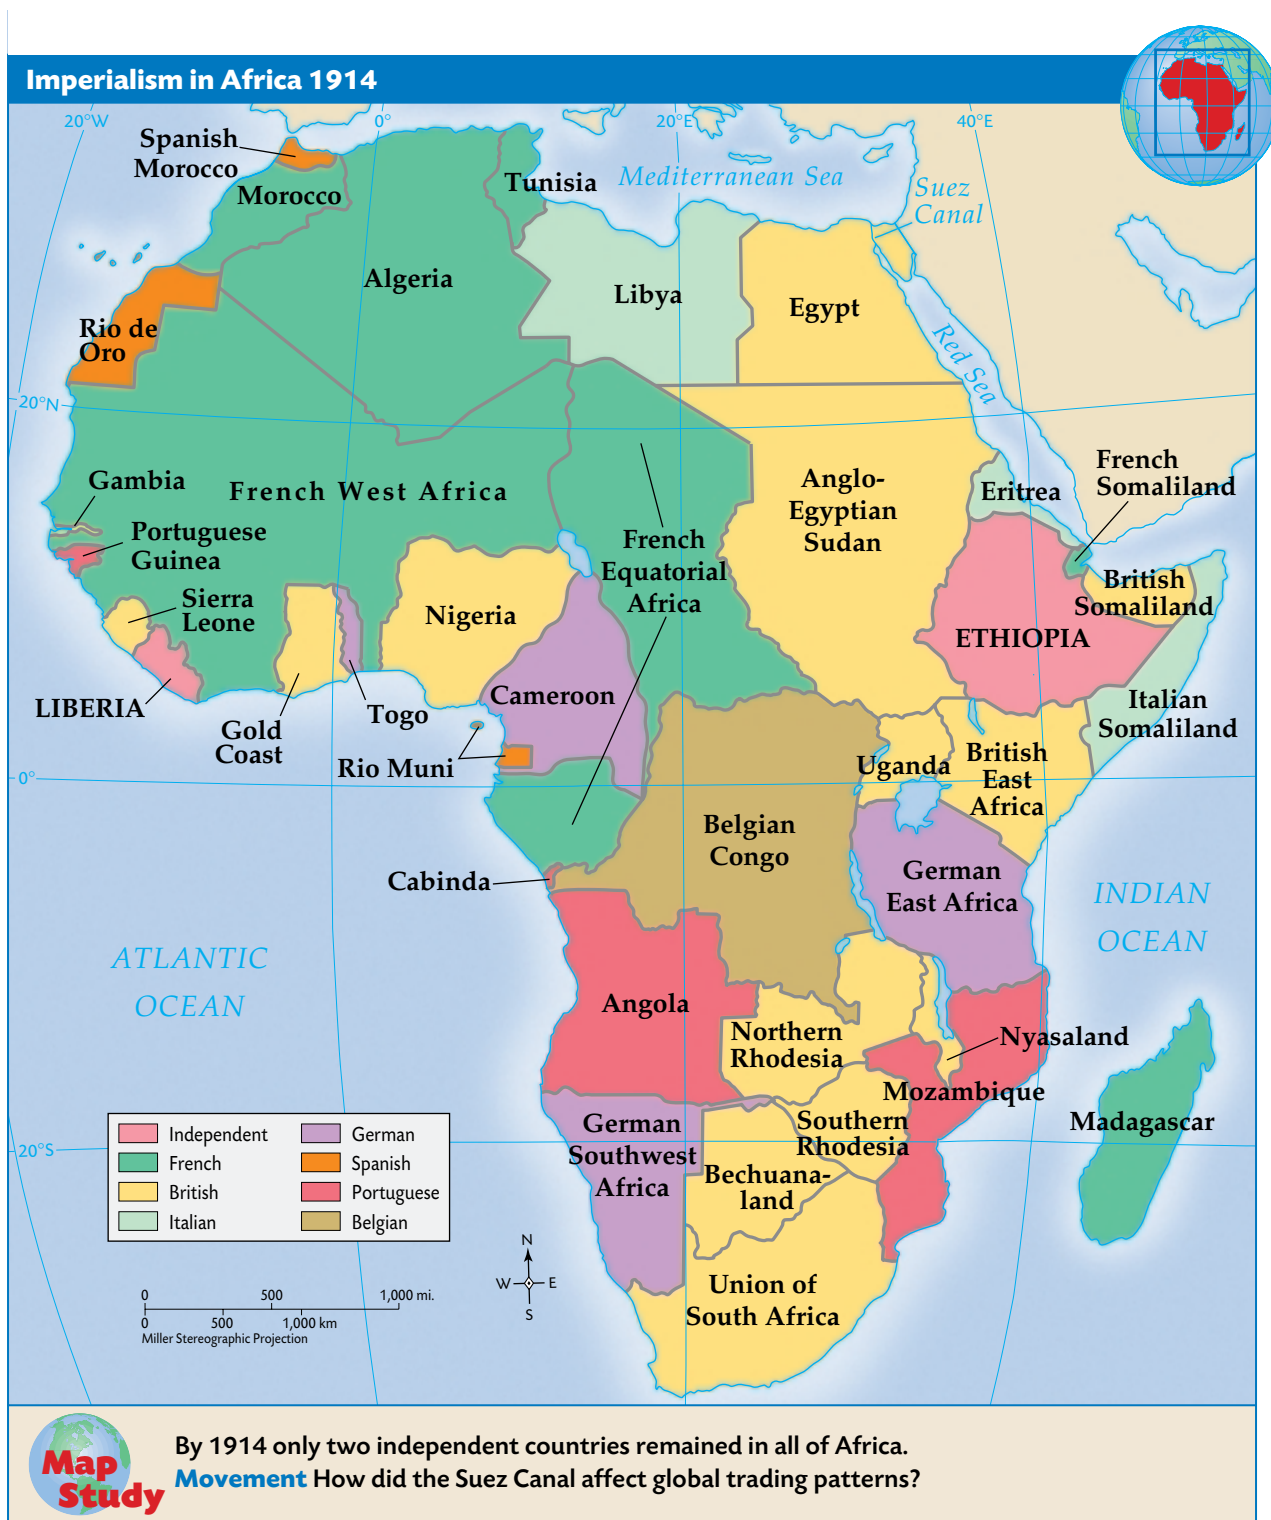 Imperialism in Africa 1914
20°W
0°
20°E
40°E
Spanish
Morocco
Morocco
Tunisia
Mediterranean Sea
Suez
Canal
Algeria
Libya
Egypt
Rio de
Oro
Red Sea
20°N
Gambia
French West Africa
Anglo-
Egyptian
Sudan
Eritrea
French
Somaliland
Portuguese
Guinea
French
Equatorial
Africa
Sierra
Leone
Nigeria
British
Somaliland
ETHIOPIA
LIBERIA
Gold
Coast
Togo
Cameroon
Italian
Somaliland
Rio Muni
Uganda
British
East
Africa
0°
Belgian
Congo
Cabinda
German
East Africa
INDIAN
OCEAN
ATLANTIC
OCEAN
Angola
Northern
Rhodesia
Nyasaland
Mozambique
Madagascar
Southern
Rhodesia
German
Southwest
Africa
Bechuana-
land
20°S
Union of
South Africa
Independent
French
British
Italian
German
Spanish
Portuguese
Belgian
N
W
E
S
0
500
1,000 mi.
0
500
1,000 km
Miller Stereographic Projection
Map
Study
By 1914 only two independent countries remained in all of Africa.
Movement How did the Suez Canal affect global trading patterns?